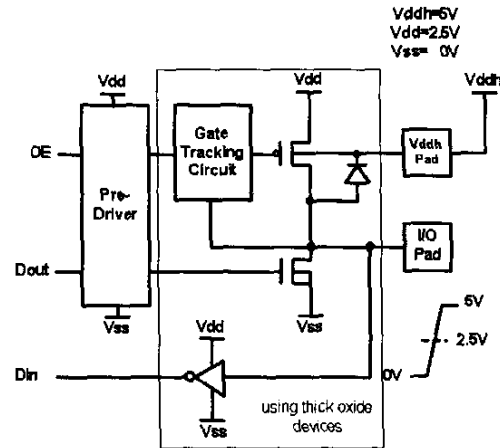 Vddh=5V
Vdd=2.5V
Vss= 0V
Vdd
Vdd
Vddh
OE
Pre-
Driver
Gate
Tracking
Circuit
Vddh
Pad
I/O
Pad
Dout
Vss
Vss
Vdd
Din
Vss
5V
2.5V
0V
using thick oxide
devices